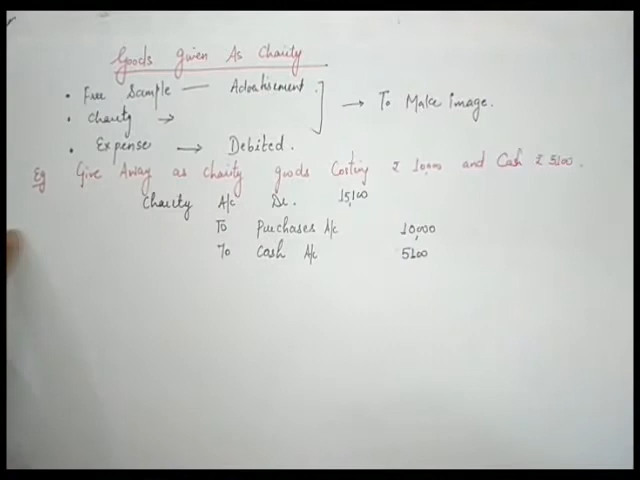 Goods Given As Charity
• Free Sample — Advertisement
→ To Make image.
• Charity →
• Expense → Debited.
Eg Give Away as charity goods Costing ₹ 10,000 and Cash ₹ 5100.
Charity A/c Dr. 15,100
To Purchases A/c 10,000
To Cash A/c 5100